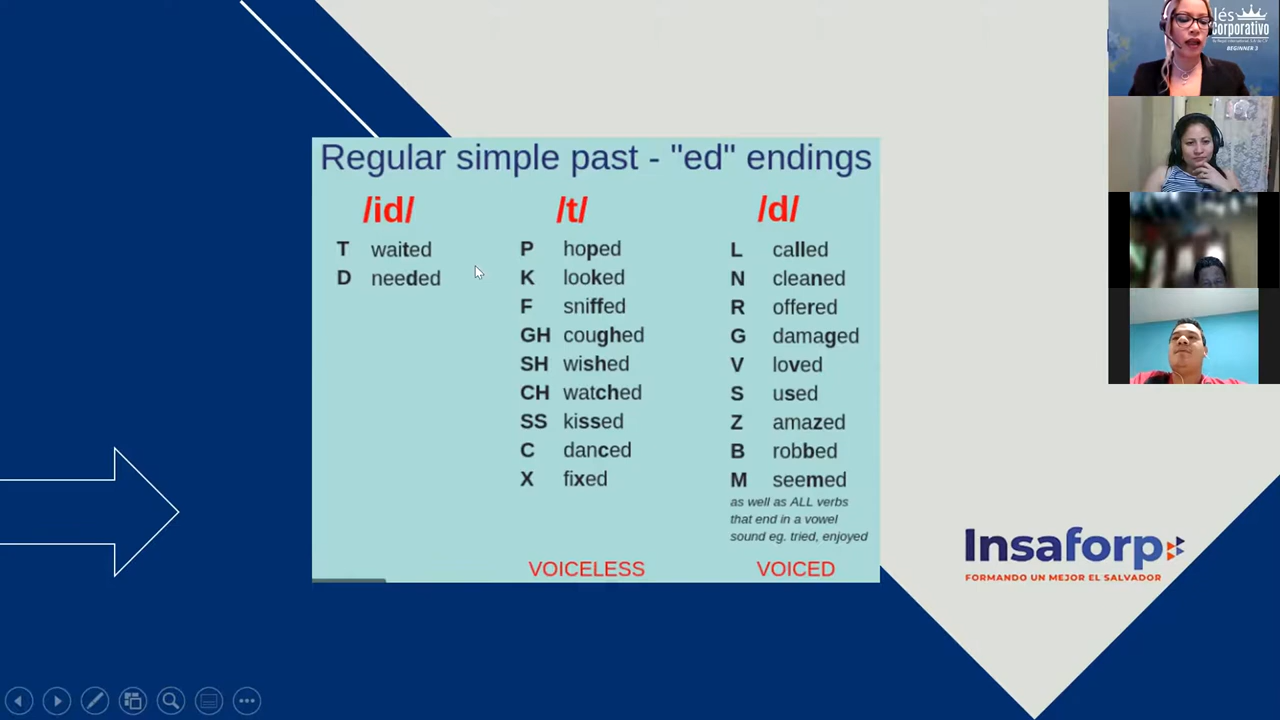 Regular simple past - "ed" endings
/id/
T waited
D needed
/t/
P hoped
K looked
F sniffed
GH coughed
SH wished
CH watched
SS kissed
C danced
X fixed
VOICELESS
/d/
L called
N cleaned
R offered
G damaged
V loved
S used
Z amazed
B robbed
M seemed
as well as ALL verbs
that end in a vowel
sound eg. tried, enjoyed
VOICED
Insaforp
FORMANDO UN MEJOR EL SALVADOR
lés
corporativo
BEGINNER 3